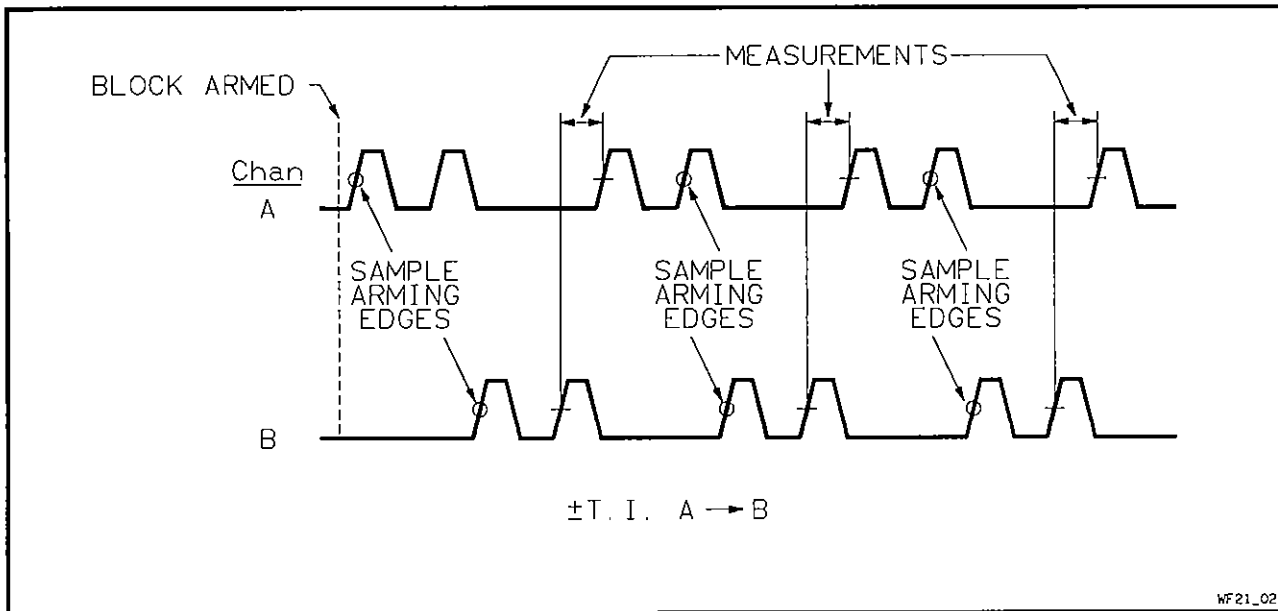 MEASUREMENTS
BLOCK ARMED
Chan
A
SAMPLE
ARMING
EDGES
SAMPLE
ARMING
EDGES
SAMPLE
ARMING
EDGES
B
±T.I. A → B
WF21_02